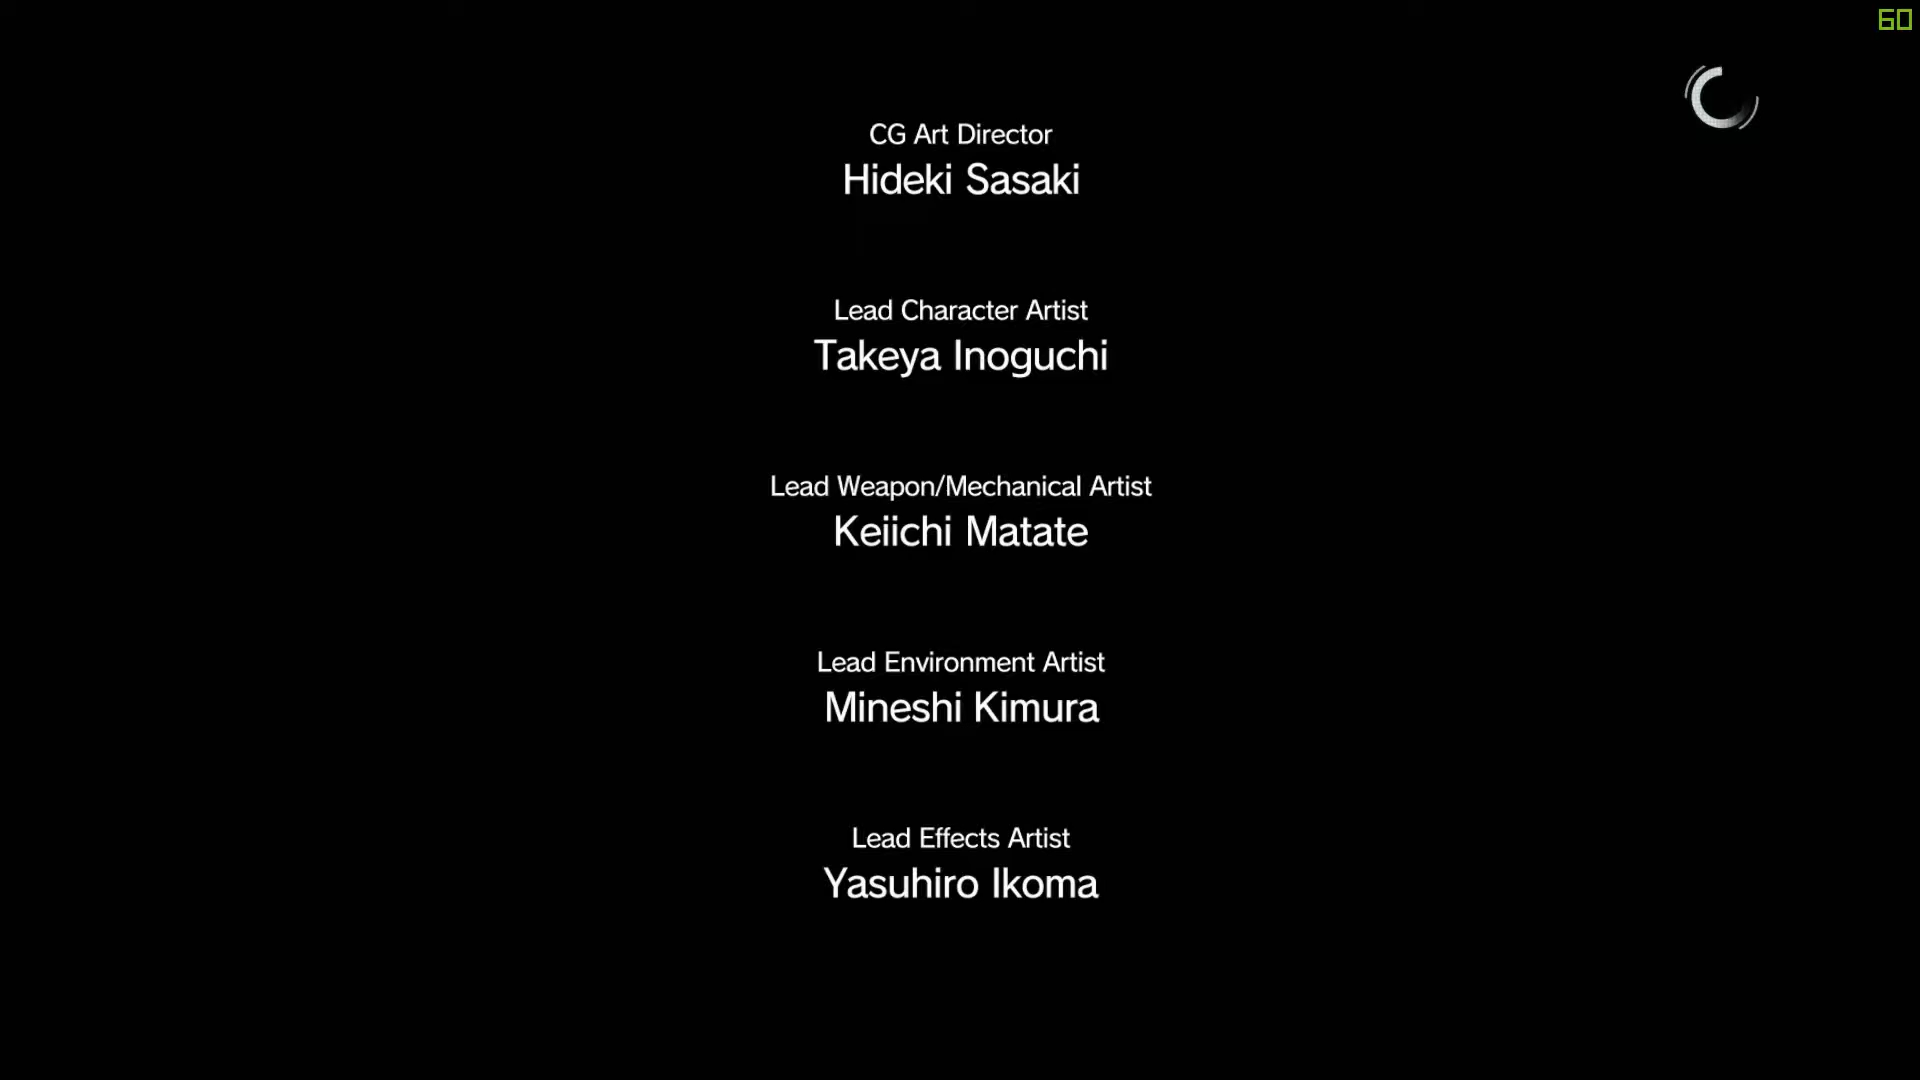 60
CG Art Director
Hideki Sasaki
Lead Character Artist
Takeya Inoguchi
Lead Weapon/Mechanical Artist
Keiichi Matate
Lead Environment Artist
Mineshi Kimura
Lead Effects Artist
Yasuhiro Ikoma